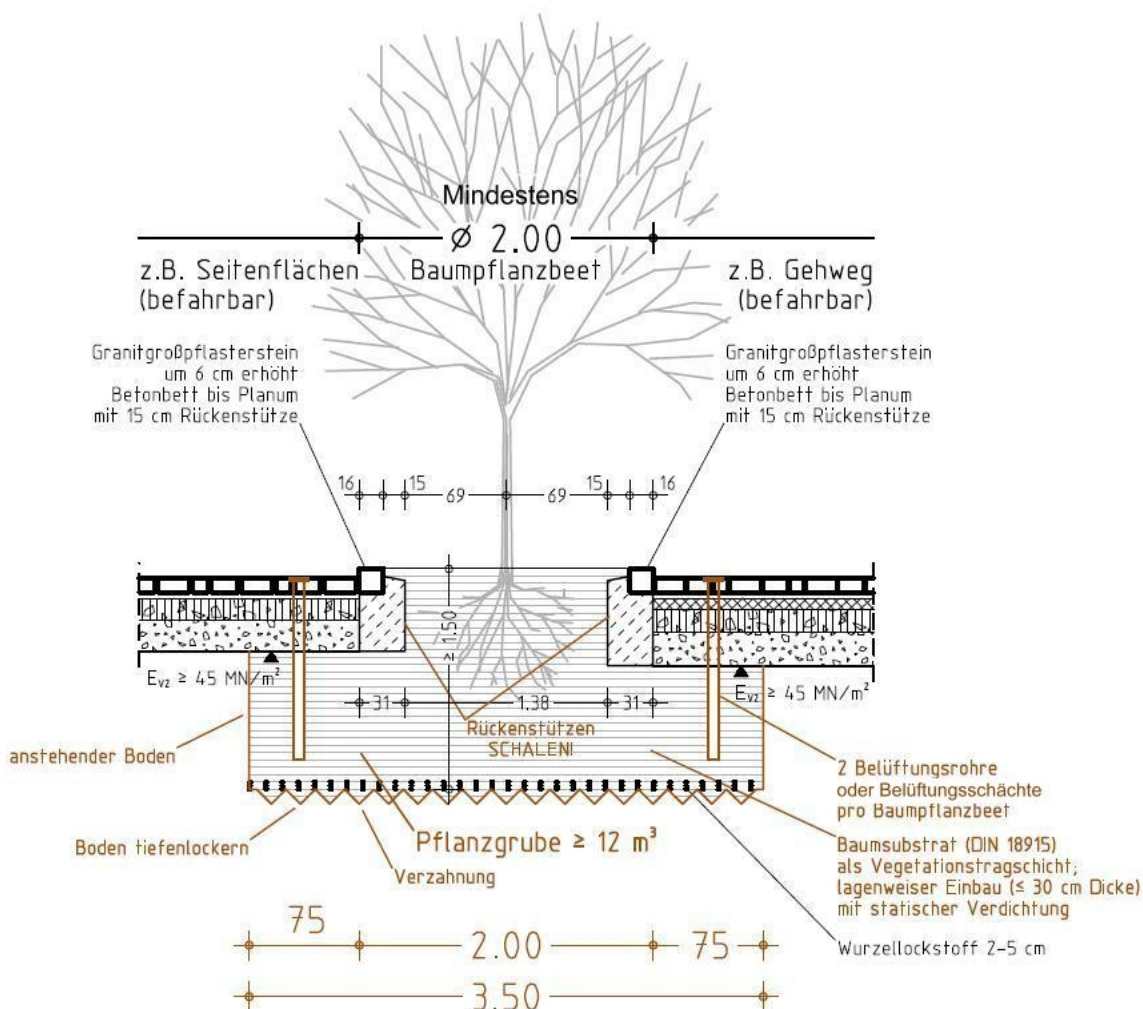 Mindestens
Ø 2.00
Baumpflanzbeet
z.B. Seitenflächen
(befahrbar)
z.B. Gehweg
(befahrbar)
Granitgroßpflasterstein
um 6 cm erhöht
Betonbett bis Planum
mit 15 cm Rückenstütze
Granitgroßpflasterstein
um 6 cm erhöht
Betonbett bis Planum
mit 15 cm Rückenstütze
16 15 69 69 15 16
≥ 1.50
Ev2 ≥ 45 MN/m²
Ev2 ≥ 45 MN/m²
31 1.38 31
Rückenstützen
SCHALEN!
anstehender Boden
2 Belüftungsrohre
oder Belüftungsschächte
pro Baumpflanzbeet
Boden tiefenlockern
Pflanzgrube ≥ 12 m³
Verzahnung
Baumsubstrat (DIN 18915)
als Vegetationstragschicht;
lagenweiser Einbau (≤ 30 cm Dicke)
mit statischer Verdichtung
Wurzellockstoff 2-5 cm
75 2.00 75
3.50